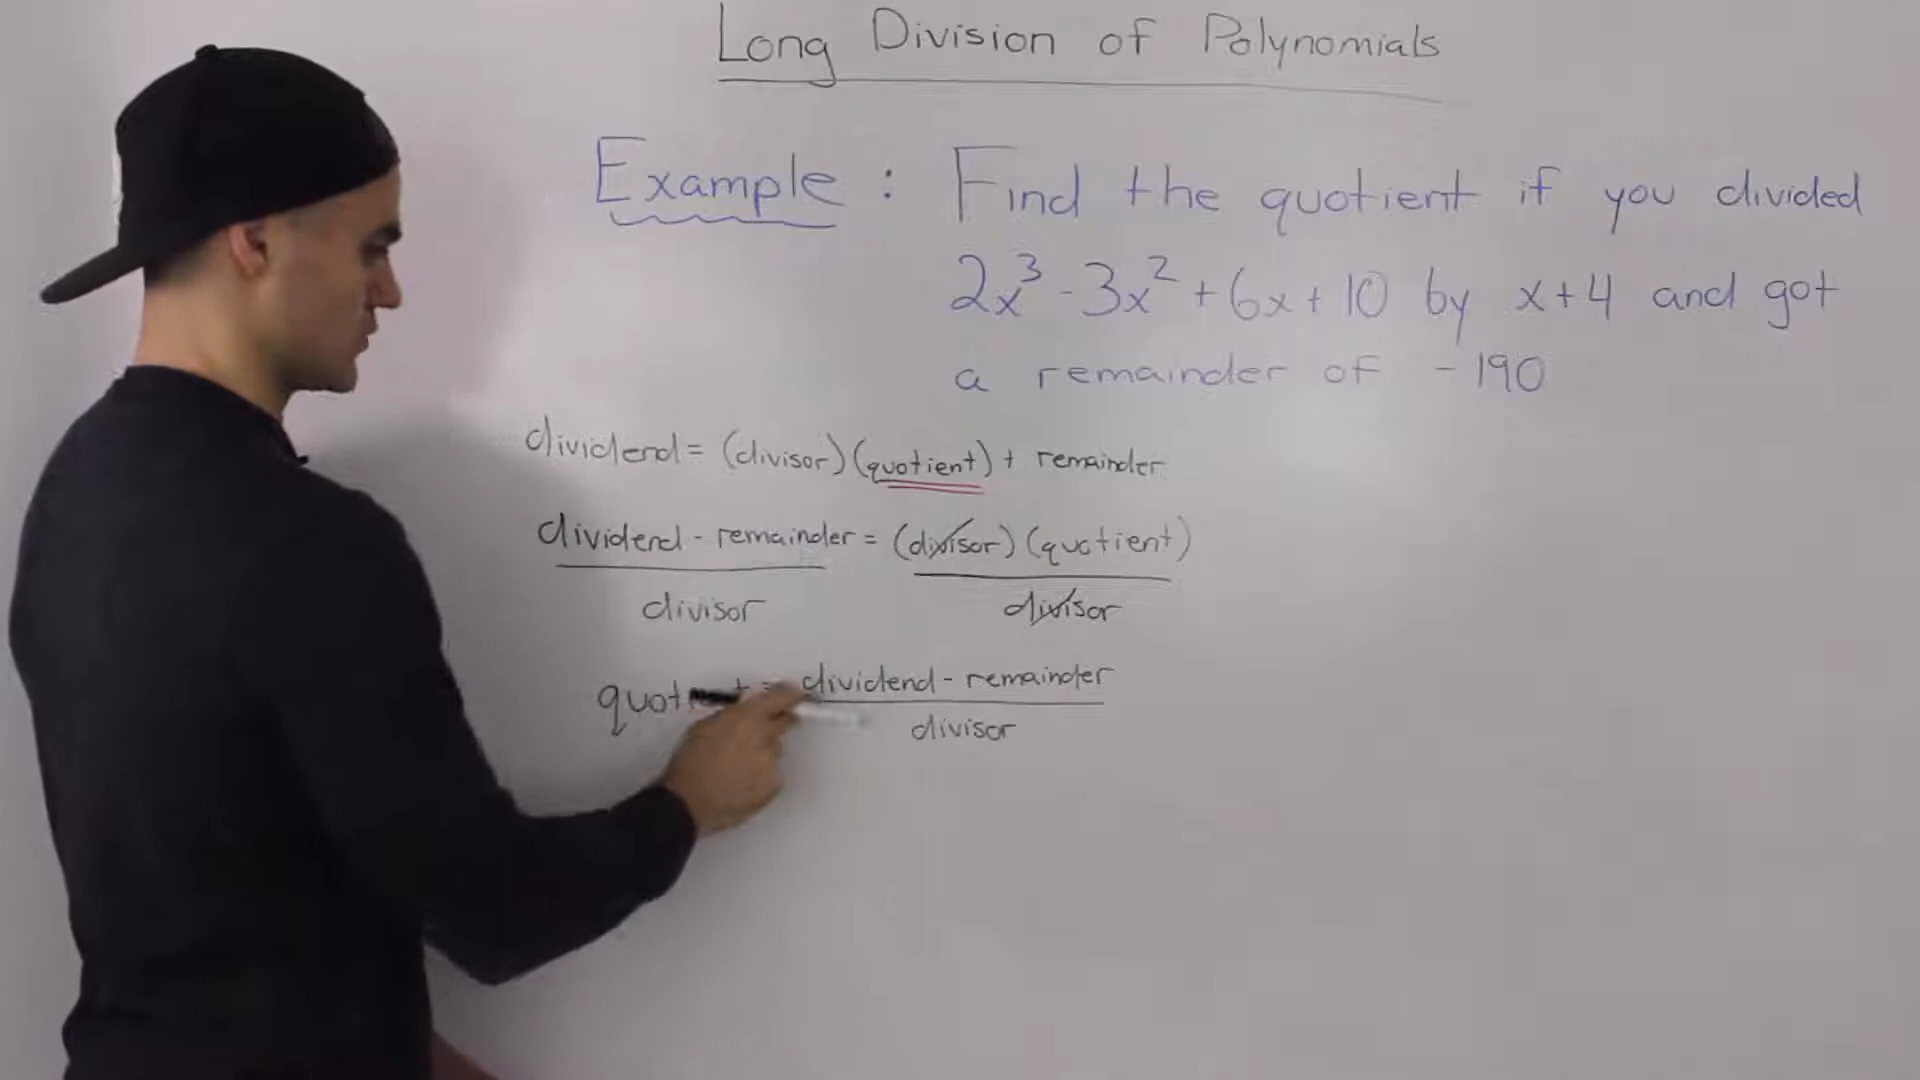 Long Division of Polynomials
Example : Find the quotient if you divided
2x³ - 3x² + 6x + 10 by x + 4 and got
a remainder of - 190
dividend = (divisor)(quotient) + remainder
dividend - remainder = (divisor)(quotient)
divisor divisor
= dividend - remainder
divisor